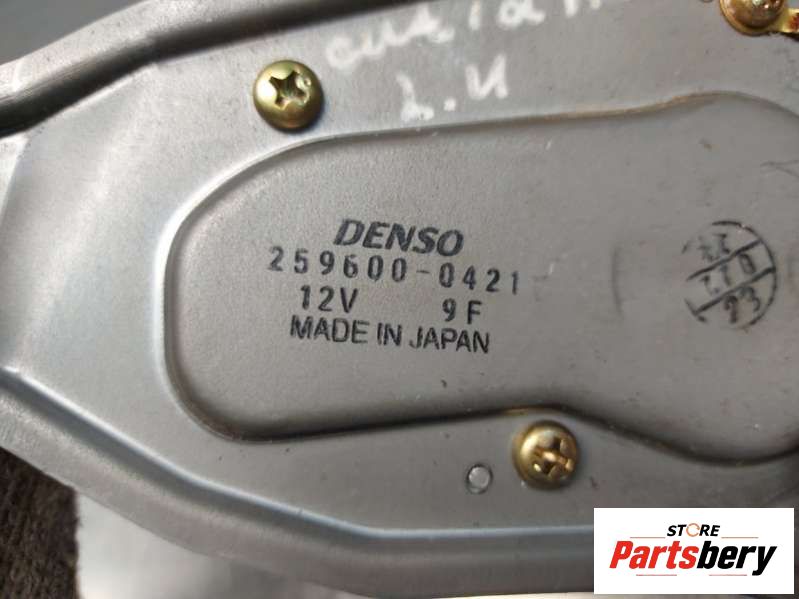 DENSO
259600-0421
12V 9F
MADE IN JAPAN
STORE
Partsbery